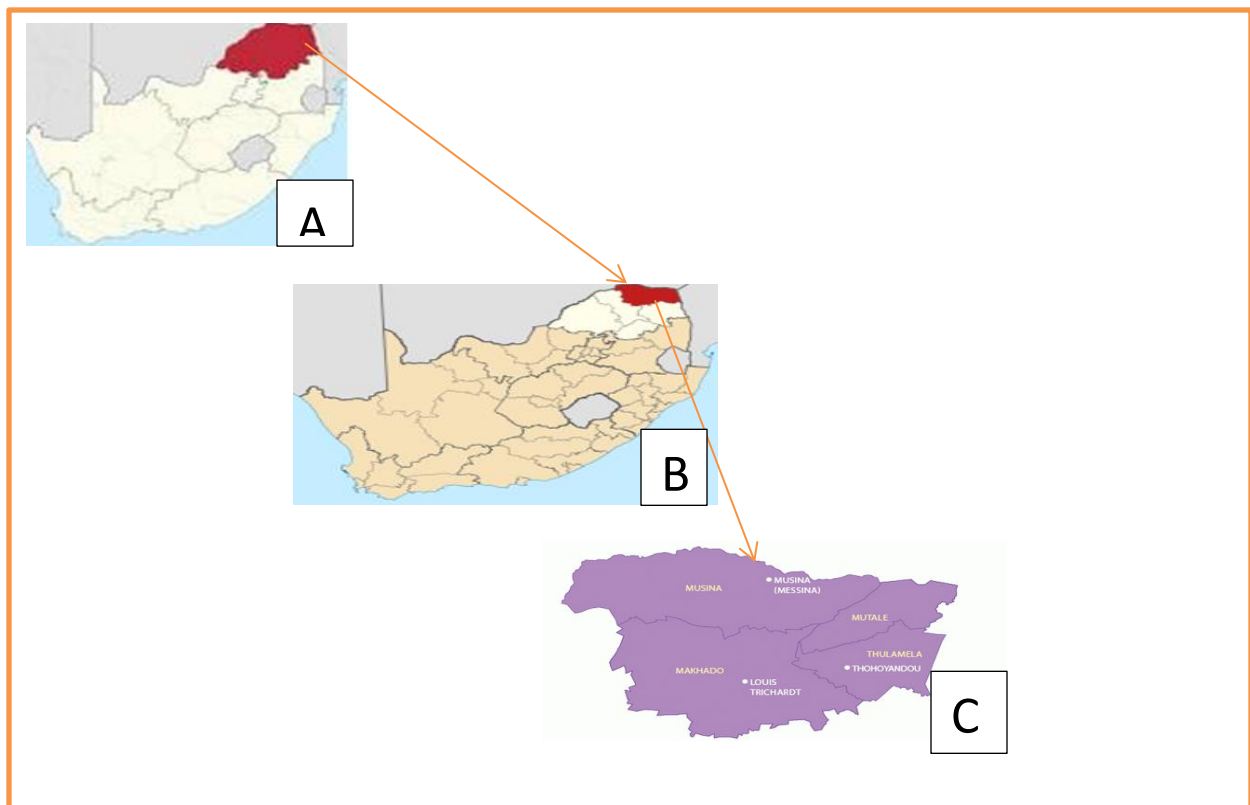 A
B
MUSINA
MUSINA
(MESSINA)
MUTALE
THULAMELA
THOHOYANDOU
MAKHADO
LOUIS
TRICHARDT
C